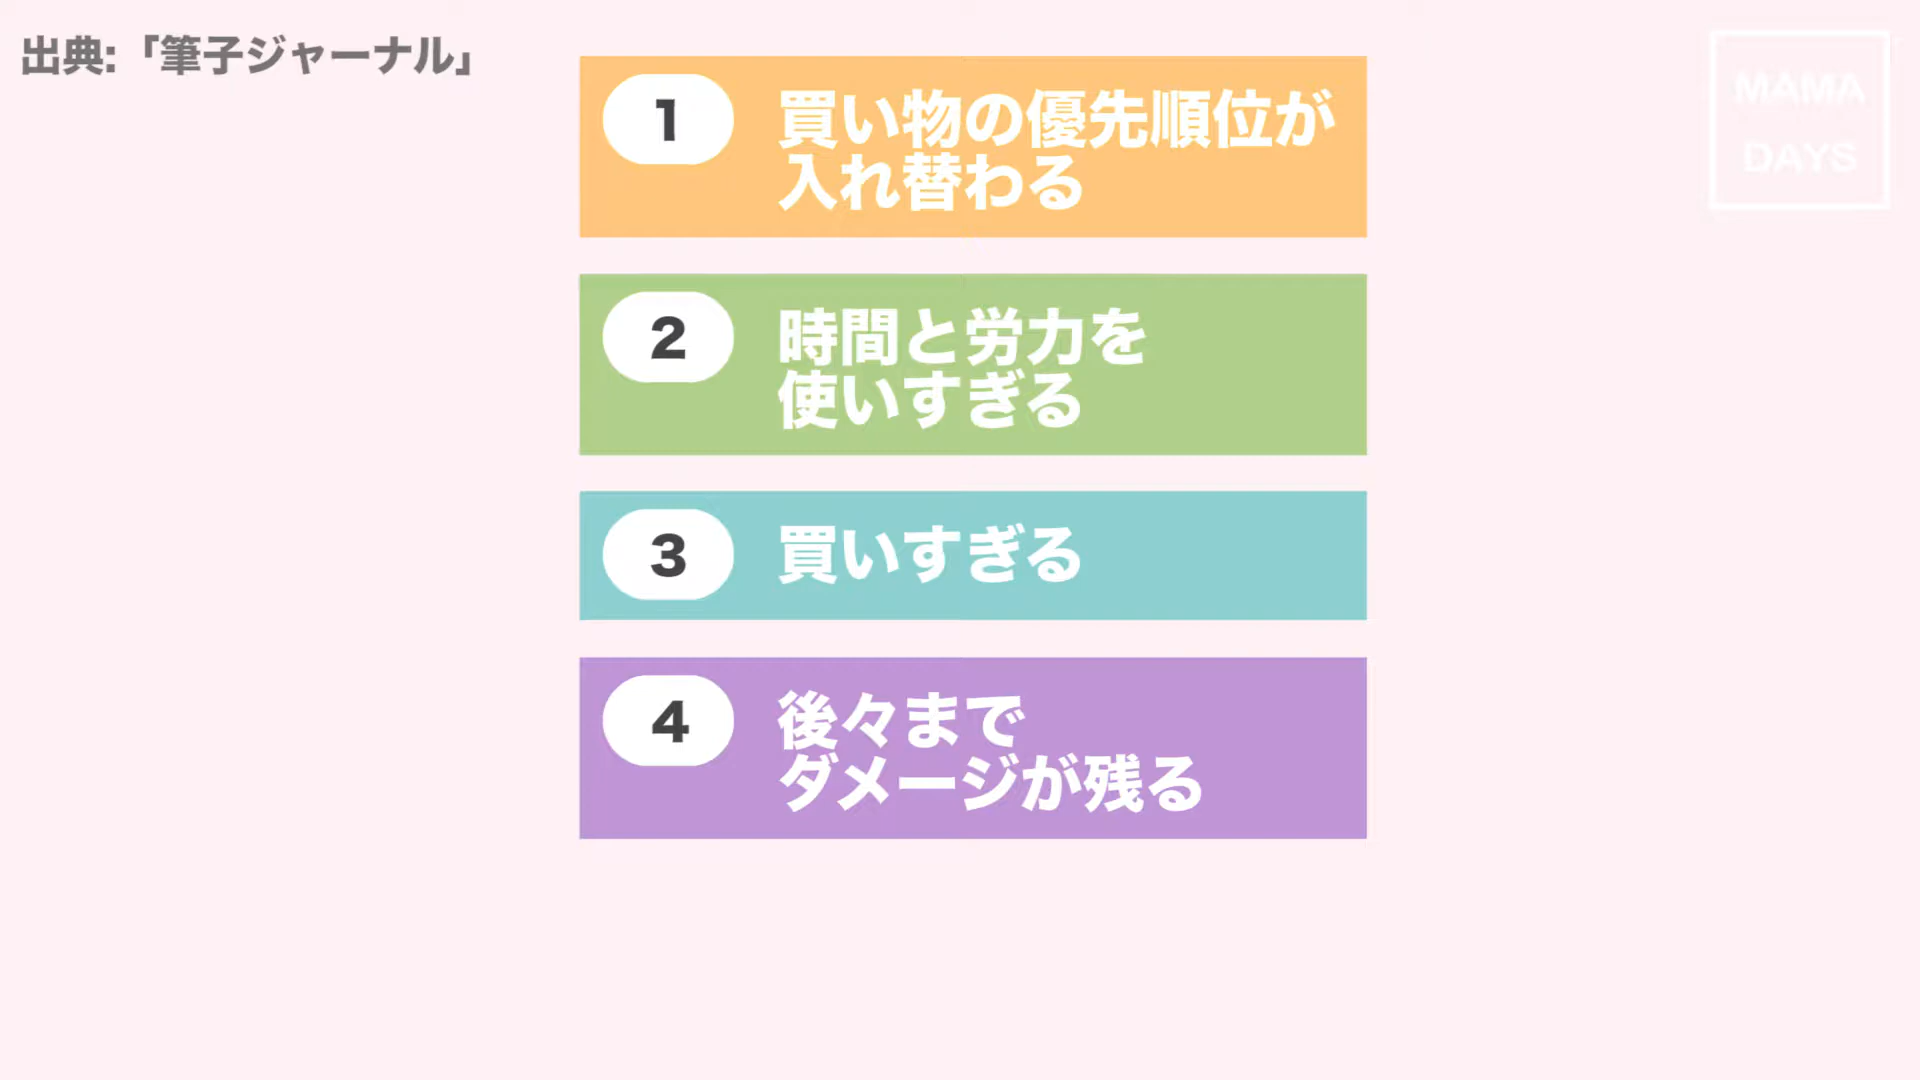 出典:「筆子ジャーナル」
MAMA
DAYS
1
買い物の優先順位が
入れ替わる
2
時間と労力を
使いすぎる
3
買いすぎる
4
後々まで
ダメージが残る